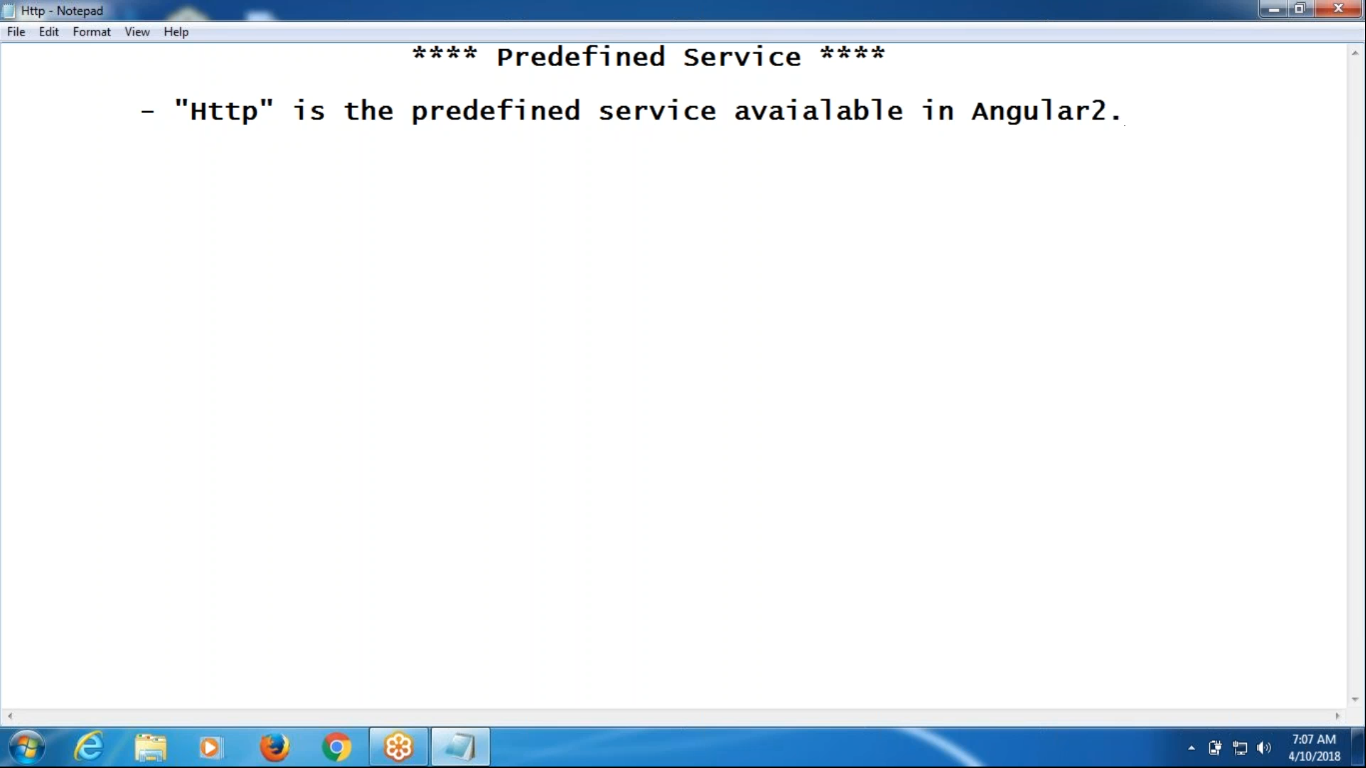 Http - Notepad
File Edit Format View Help
**** Predefined Service ****
- "Http" is the predefined service avaialable in Angular2.
7:07 AM
4/10/2018